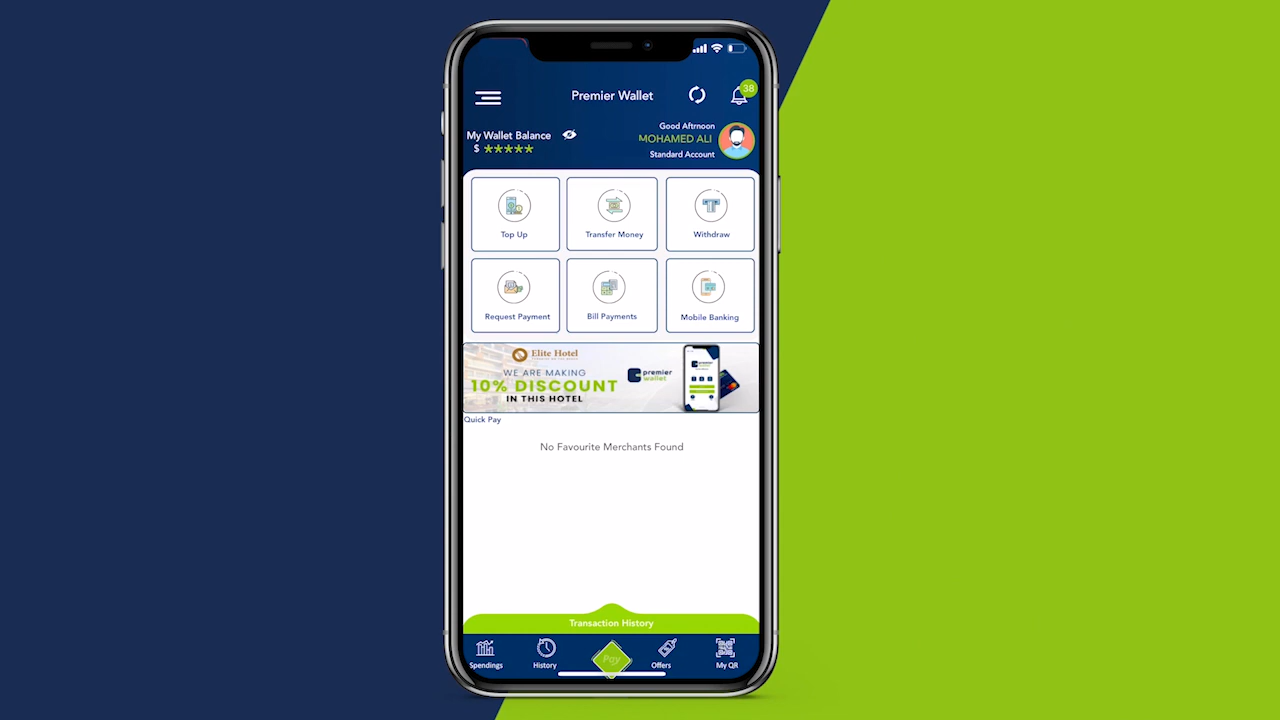 Premier Wallet
38
Good Aftrnoon
My Wallet Balance
MOHAMED ALI
$ *****
Standard Account
Top Up
Transfer Money
Withdraw
Request Payment
Bill Payments
Mobile Banking
Elite Hotel
WE ARE MAKING
10% DISCOUNT
IN THIS HOTEL
premier
wallet
Quick Pay
No Favourite Merchants Found
Transaction History
Pay
Spendings
History
Offers
My QR